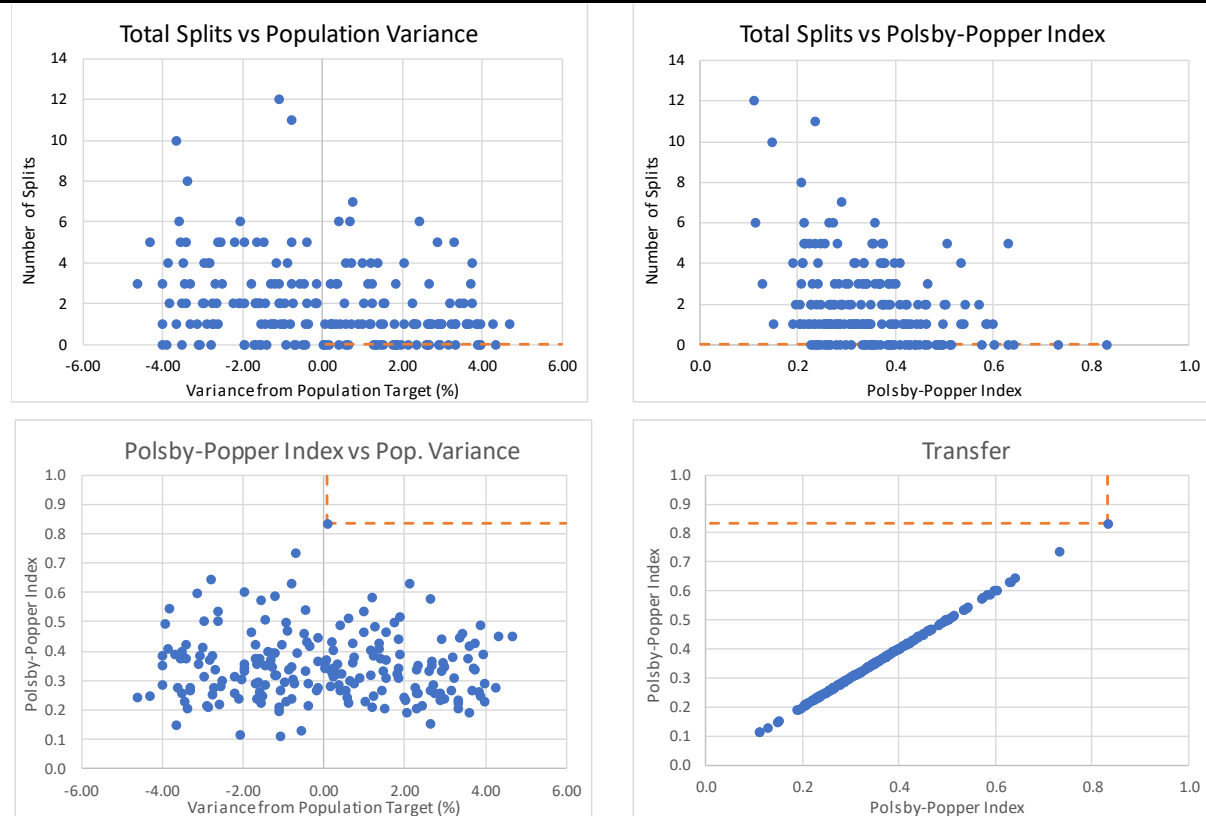 Total Splits vs Population Variance
14
12
10
8
6
4
2
0
Number of Splits
-6.00 -4.00 -2.00 0.00 2.00 4.00 6.00
Variance from Population Target (%)
Total Splits vs Polsby-Popper Index
14
12
10
8
6
4
2
0
Number of Splits
0.0 0.2 0.4 0.6 0.8 1.0
Polsby-Popper Index
Polsby-Popper Index vs Pop. Variance
1.0
0.9
0.8
0.7
0.6
0.5
0.4
0.3
0.2
0.1
0.0
Polsby-Popper Index
-6.00 -4.00 -2.00 0.00 2.00 4.00 6.00
Variance from Population Target (%)
Transfer
1.0
0.9
0.8
0.7
0.6
0.5
0.4
0.3
0.2
0.1
0.0
Polsby-Popper Index
0.0 0.2 0.4 0.6 0.8 1.0
Polsby-Popper Index